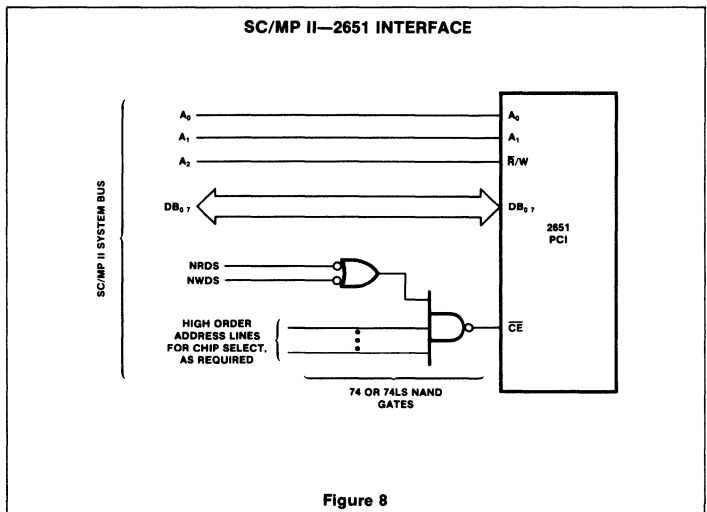 SC/MP II—2651 INTERFACE
SC/MP II SYSTEM BUS
A₀
A₁
A₂
DB₀ ₇
NRDS
NWDS
HIGH ORDER
ADDRESS LINES
FOR CHIP SELECT,
AS REQUIRED
74 OR 74LS NAND
GATES
A₀
A₁
R̅/W
DB₀ ₇
2651
PCI
C̅E̅
Figure 8